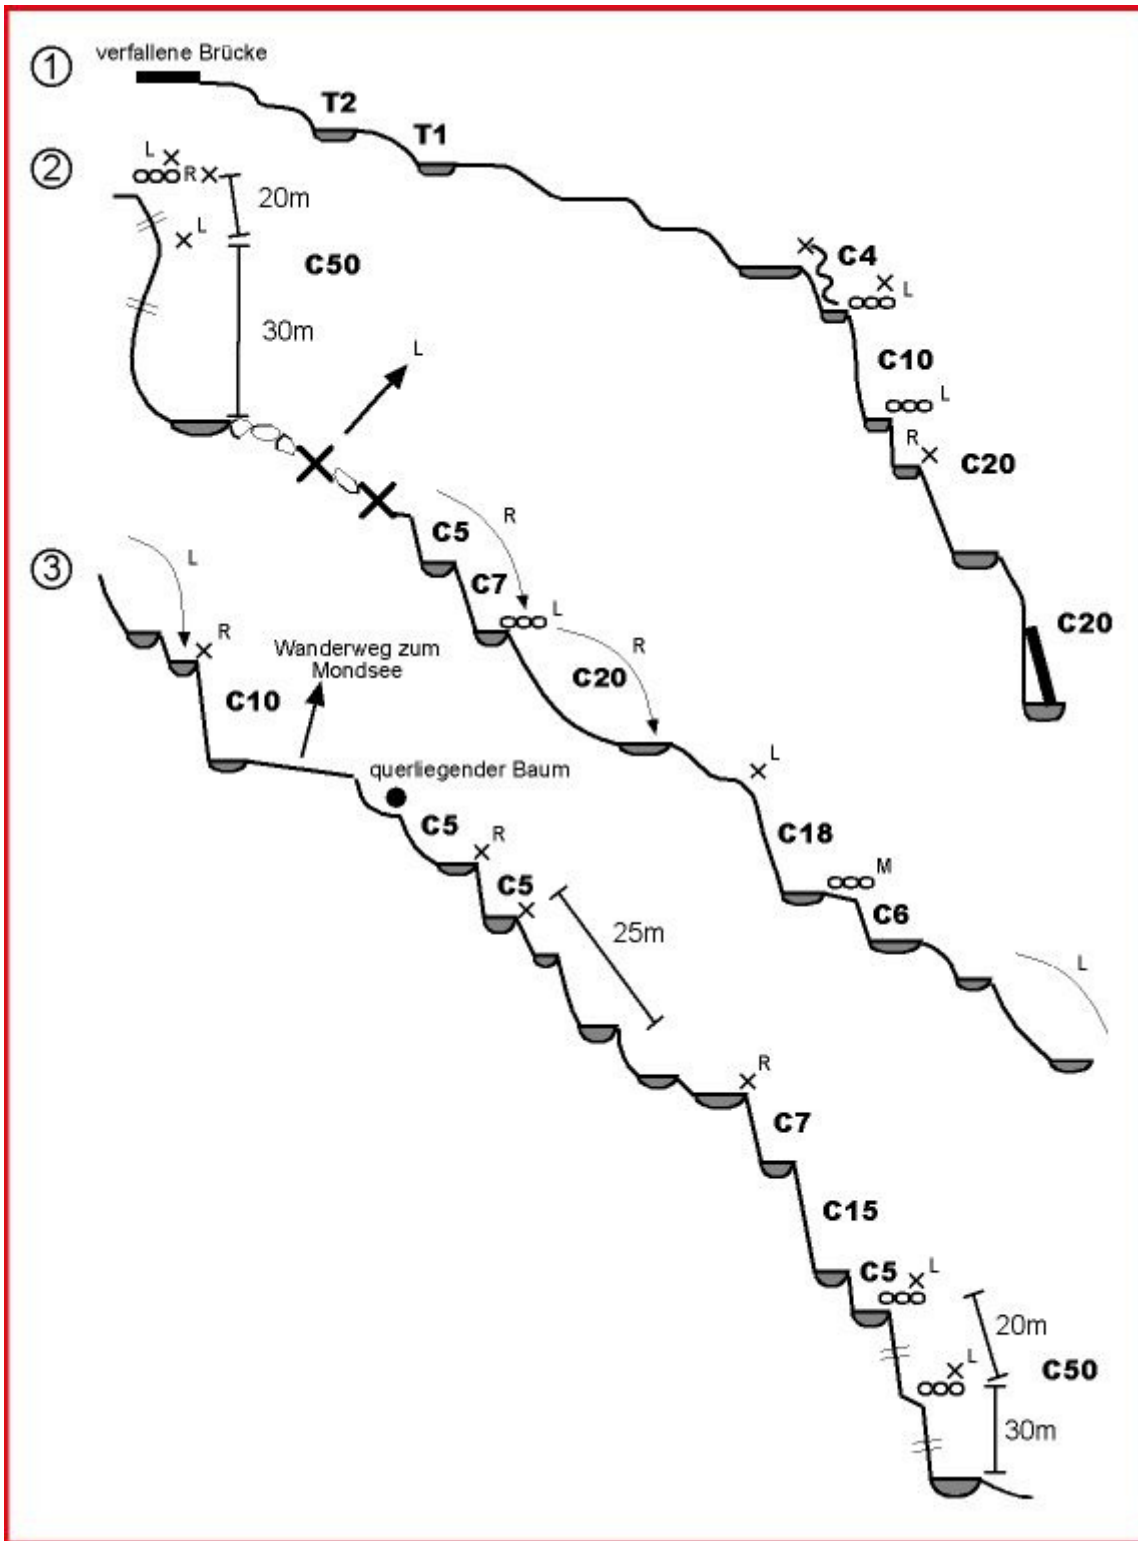 ①
verfallene Brücke
T2
T1
C4
L
C10
L
R
C20
C20
②
L
R
20m
L
C50
30m
L
C5
R
C7
L
R
C20
L
C18
M
C6
L
③
L
R
C10
Wanderweg zum
Mondsee
querliegender Baum
C5
R
C5
25m
R
C7
C15
C5
L
20m
L
C50
30m